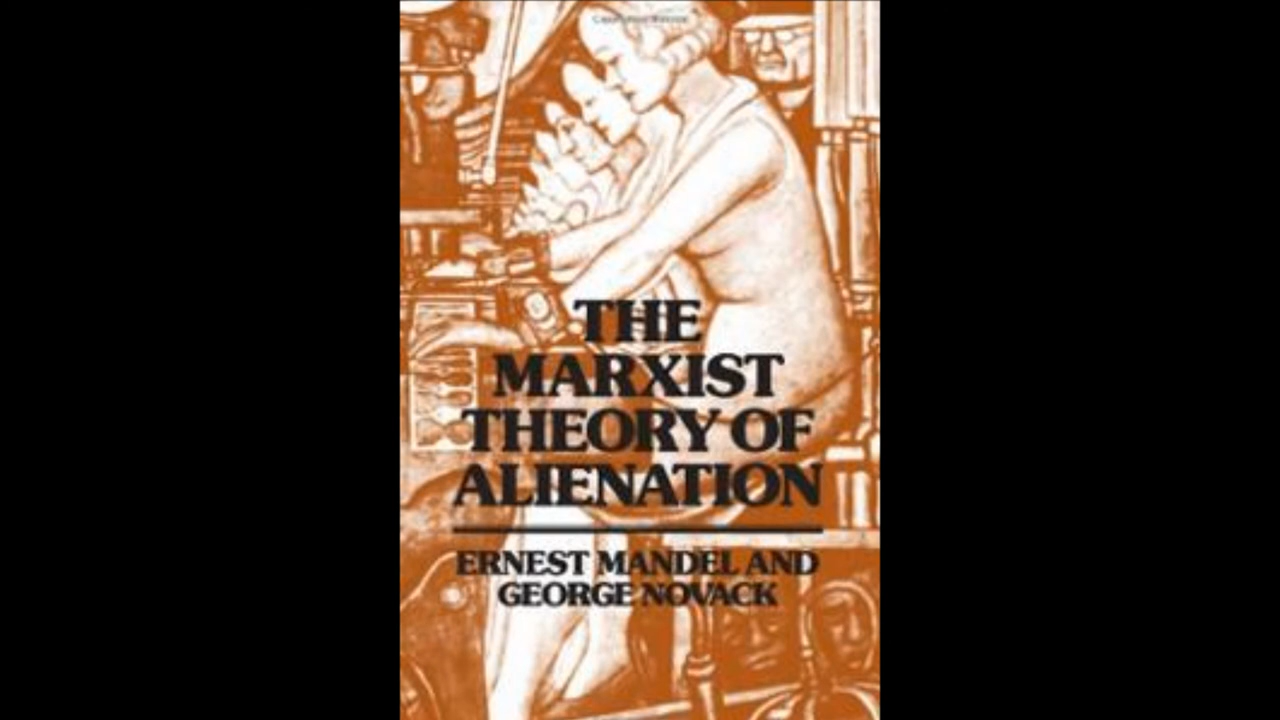 THE
MARXIST
THEORY OF
ALIENATION
ERNEST MANDEL AND
GEORGE NOVACK